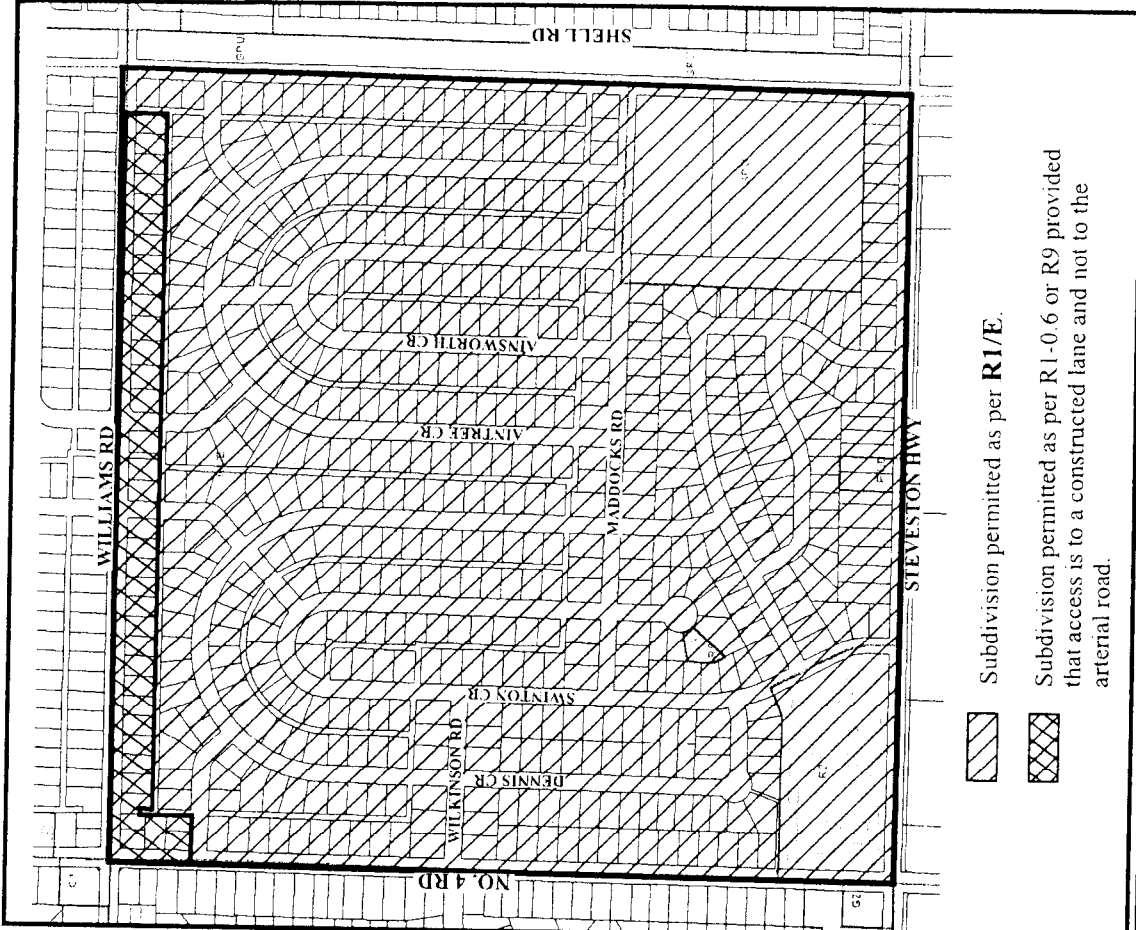 SHELL RD
WILLIAMS RD
AINSWORTH CR
AINTREE CR
MADDOCKS RD
SWINTON CR
WILKINSON RD
DENNIS CR
NO. 4 RD
STEVESTON HWY
Subdivision permitted as per R1/E.
Subdivision permitted as per R1-0.6 or R9 provided
that access is to a constructed lane and not to the
arterial road.